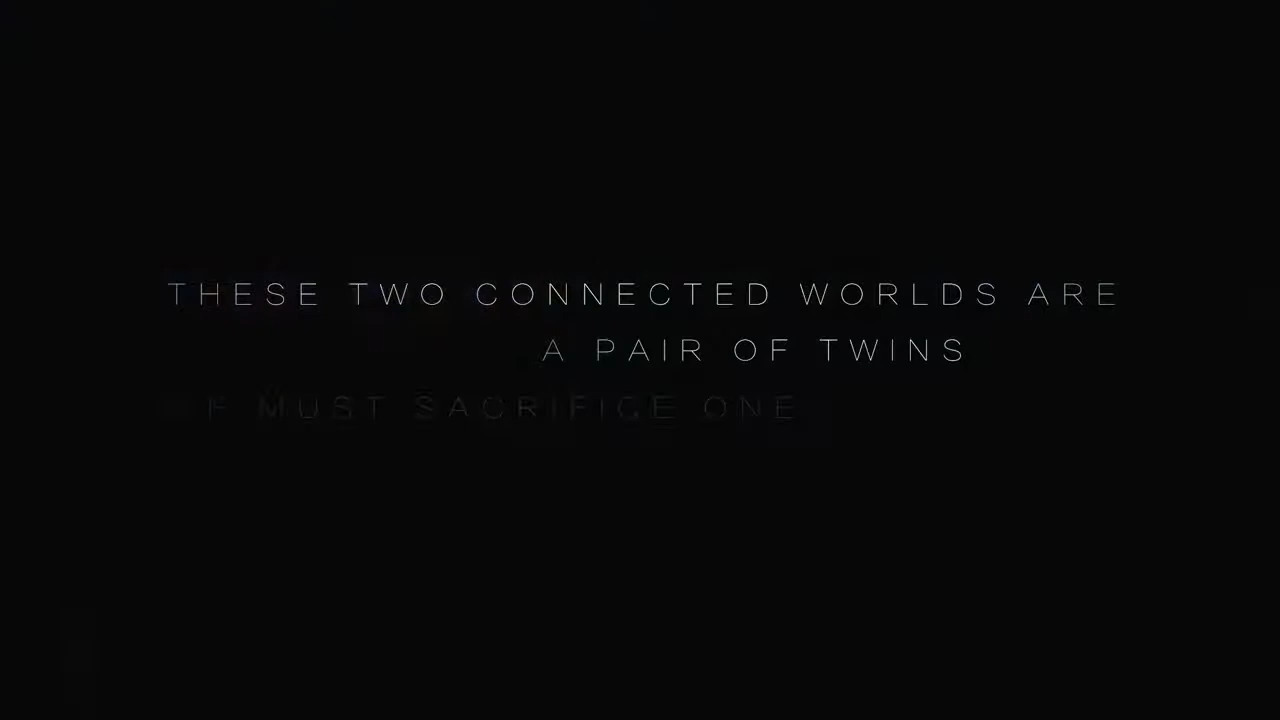 THESE TWO CONNECTED WORLDS ARE
A PAIR OF TWINS
MUST SACRIFICE ONE